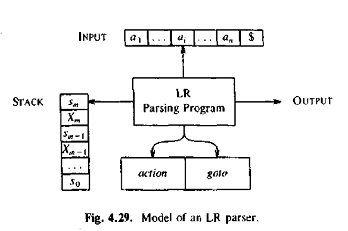 INPUT a₁ ... aᵢ ... aₙ $
LR
Parsing Program
STACK
OUTPUT
sₘ
Xₘ
sₘ₋₁
Xₘ₋₁
...
s₀
action goto
Fig. 4.29. Model of an LR parser.